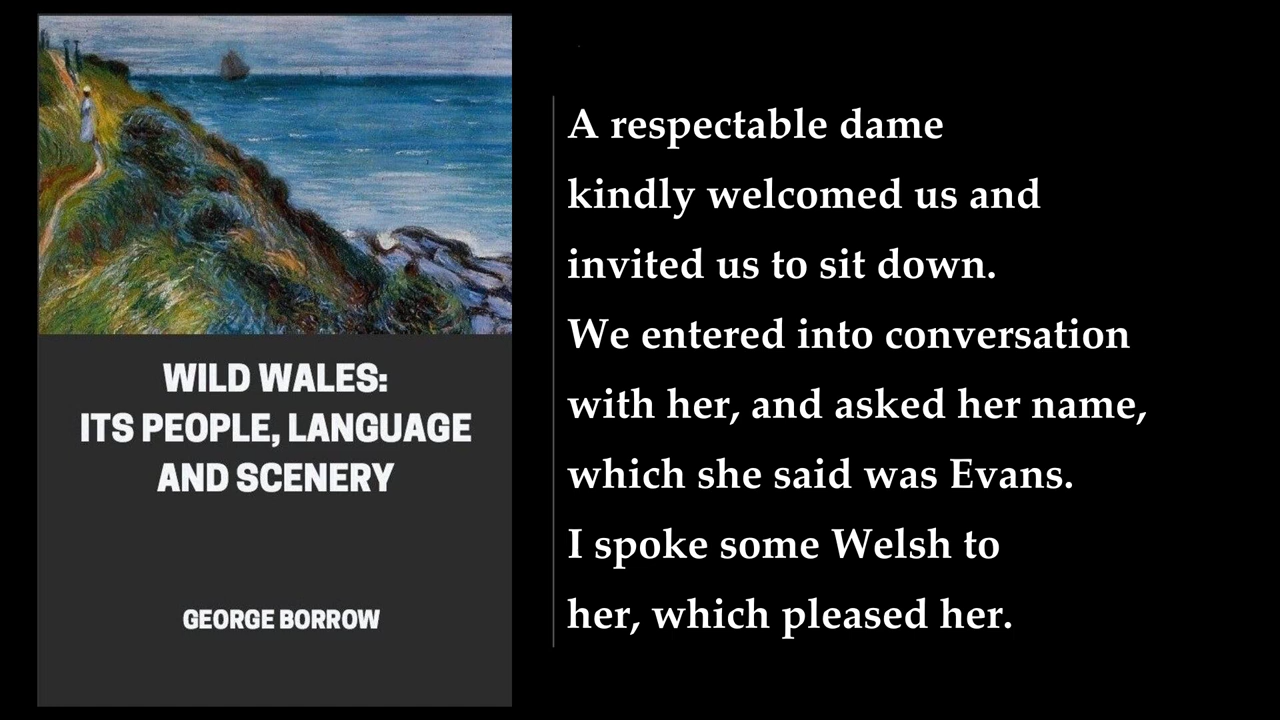 WILD WALES:
ITS PEOPLE, LANGUAGE
AND SCENERY
GEORGE BORROW
A respectable dame
kindly welcomed us and
invited us to sit down.
We entered into conversation
with her, and asked her name,
which she said was Evans.
I spoke some Welsh to
her, which pleased her.